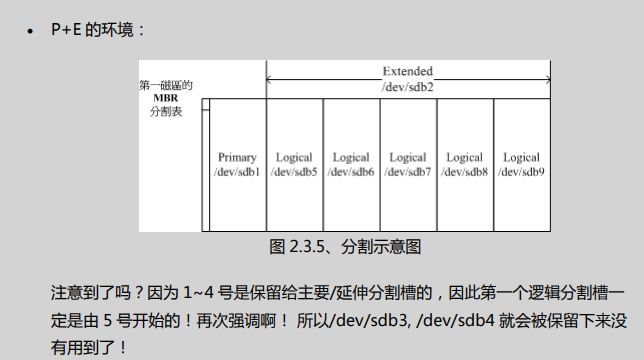 • P+E 的环境：
Extended
/dev/sdb2
第一磁區的
MBR
分割表
Primary
/dev/sdb1
Logical
/dev/sdb5
Logical
/dev/sdb6
Logical
/dev/sdb7
Logical
/dev/sdb8
Logical
/dev/sdb9
图 2.3.5、分割示意图
注意到了吗？因为 1~4 号是保留给主要/延伸分割槽的，因此第一个逻辑分割槽一
定是由 5 号开始的！再次强调啊！ 所以/dev/sdb3, /dev/sdb4 就会被保留下来没
有用到了！